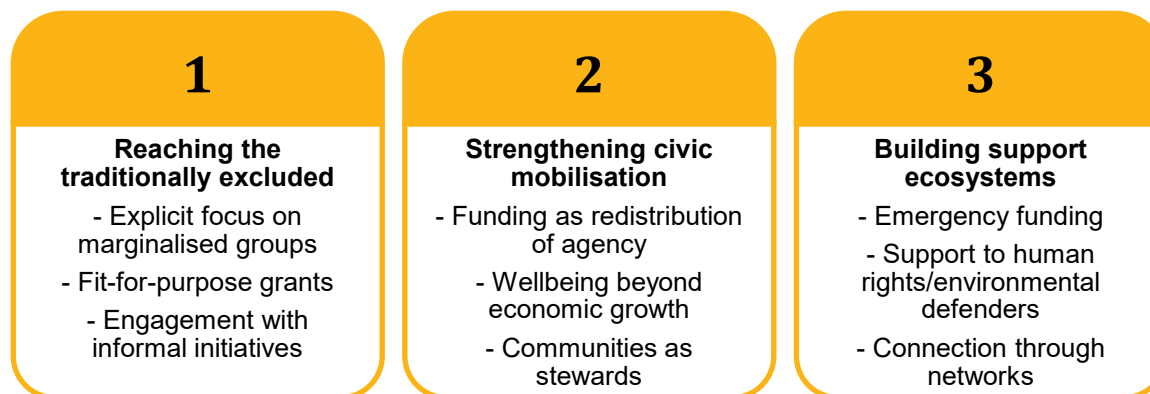 1
Reaching the
traditionally excluded
- Explicit focus on
marginalised groups
- Fit-for-purpose grants
- Engagement with
informal initiatives
2
Strengthening civic
mobilisation
- Funding as redistribution
of agency
- Wellbeing beyond
economic growth
- Communities as
stewards
3
Building support
ecosystems
- Emergency funding
- Support to human
rights/environmental
defenders
- Connection through
networks